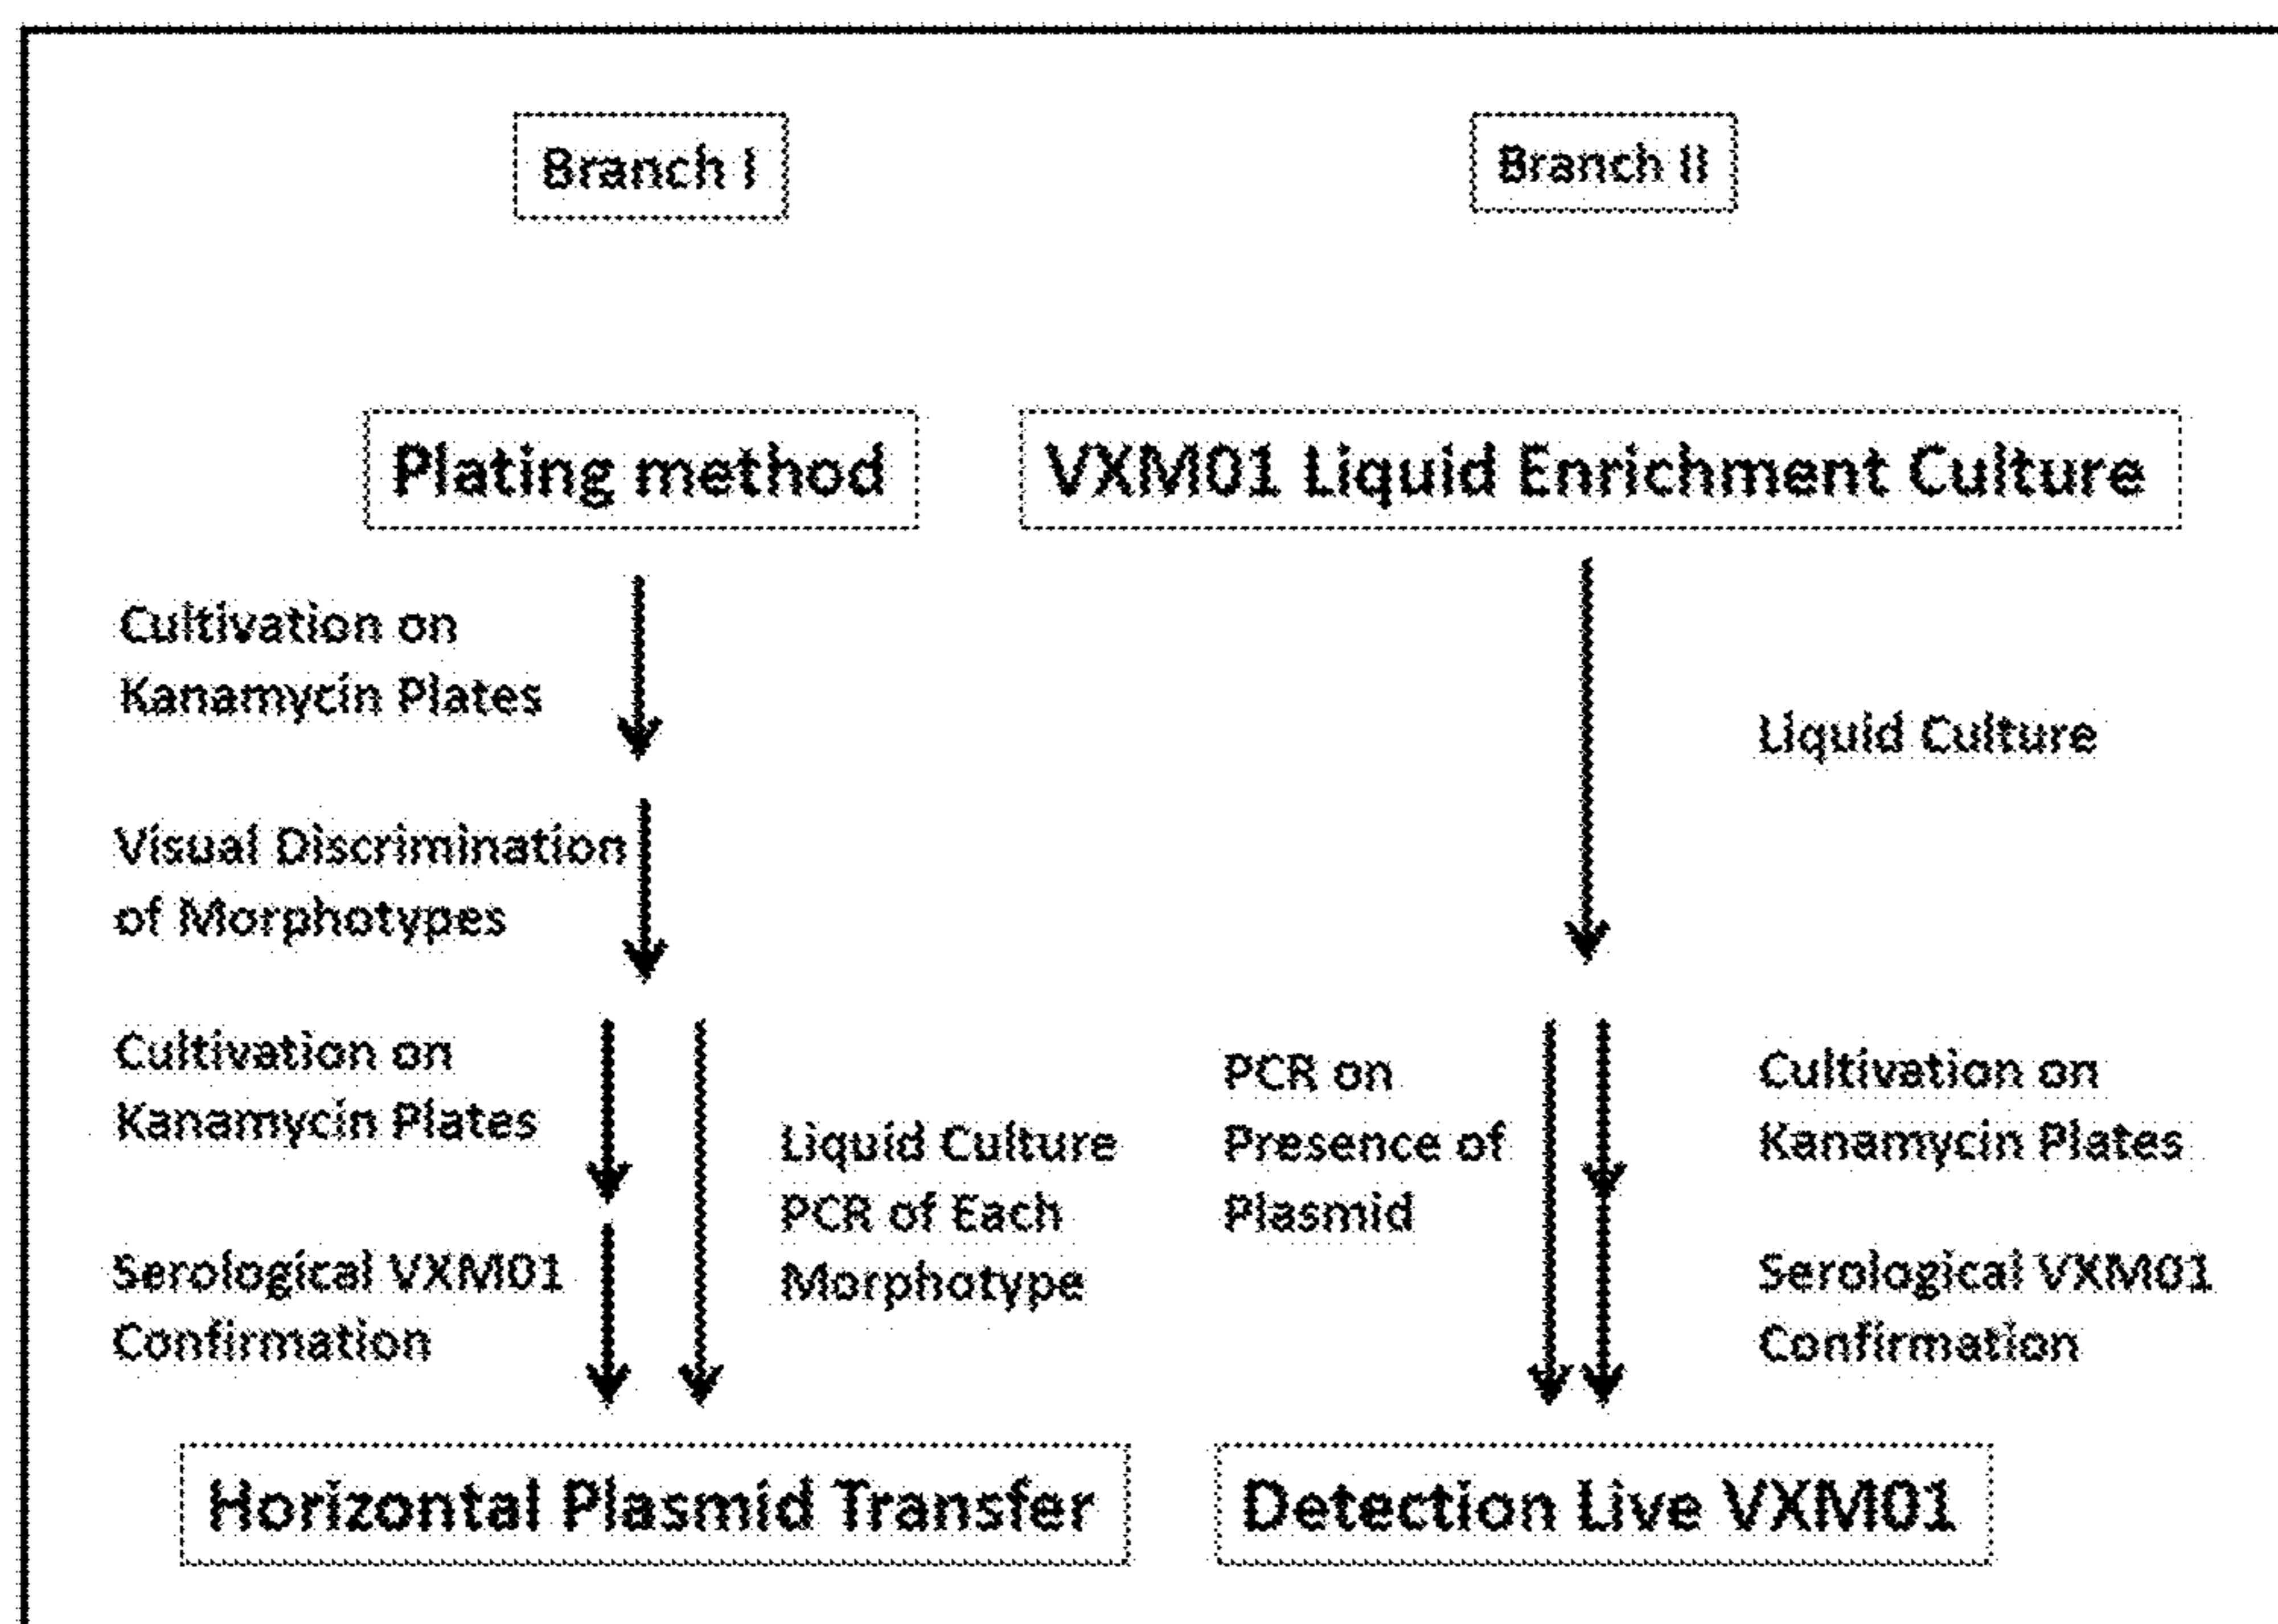 Branch I
Branch II
Plating method
VXM01 Liquid Enrichment Culture
Cultivation on
Kanamycin Plates
Liquid Culture
Visual Discrimination
of Morphotypes
Cultivation on
Kanamycin Plates
Liquid Culture
PCR of Each
Morphotype
PCR on
Presence of
Plasmid
Cultivation on
Kanamycin Plates
Serological VXM01
Confirmation
Serological VXM01
Confirmation
Horizontal Plasmid Transfer
Detection Live VXM01